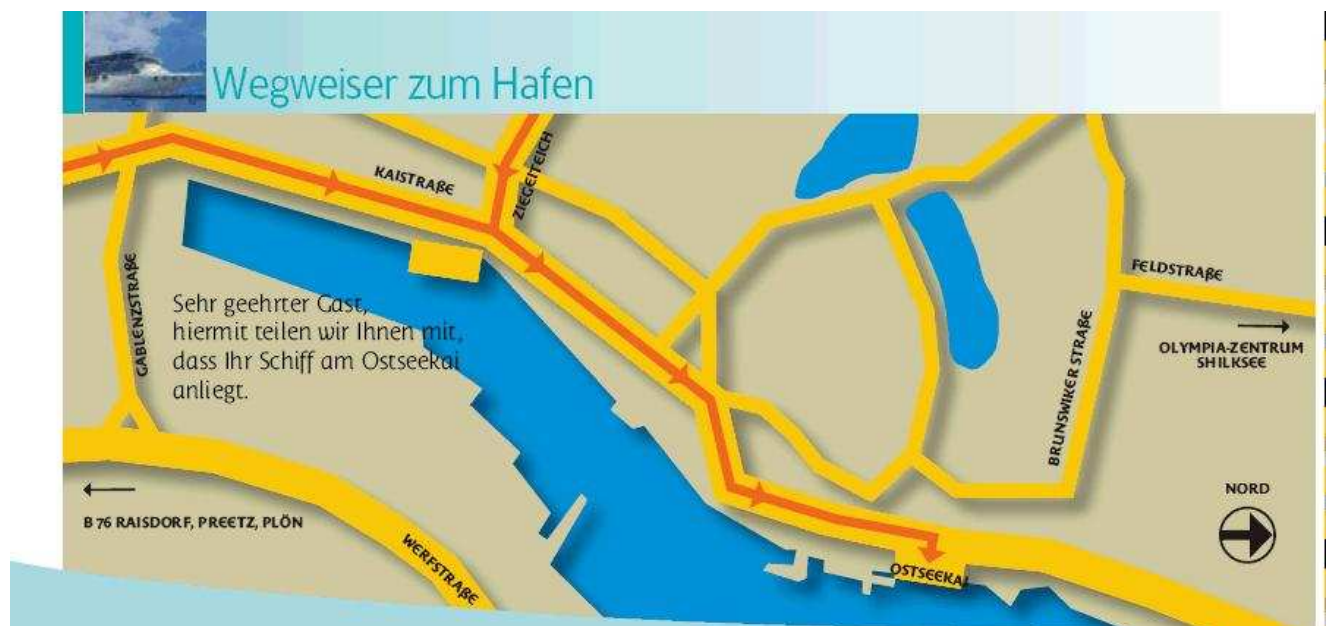 Wegweiser zum Hafen
KAISTRAßE
ZIEGELTEICH
GABLENZSTRAßE
Sehr geehrter Gast,
hiermit teilen wir Ihnen mit,
dass Ihr Schiff am Ostseekai
anliegt.
FELDSTRAßE
OLYMPIA-ZENTRUM
SHILKSEE
BRUNSWIKER STRAßE
NORD
B 76 RAISDORF, PREETZ, PLÖN
WERFSTRAßE
OSTSEEKAI